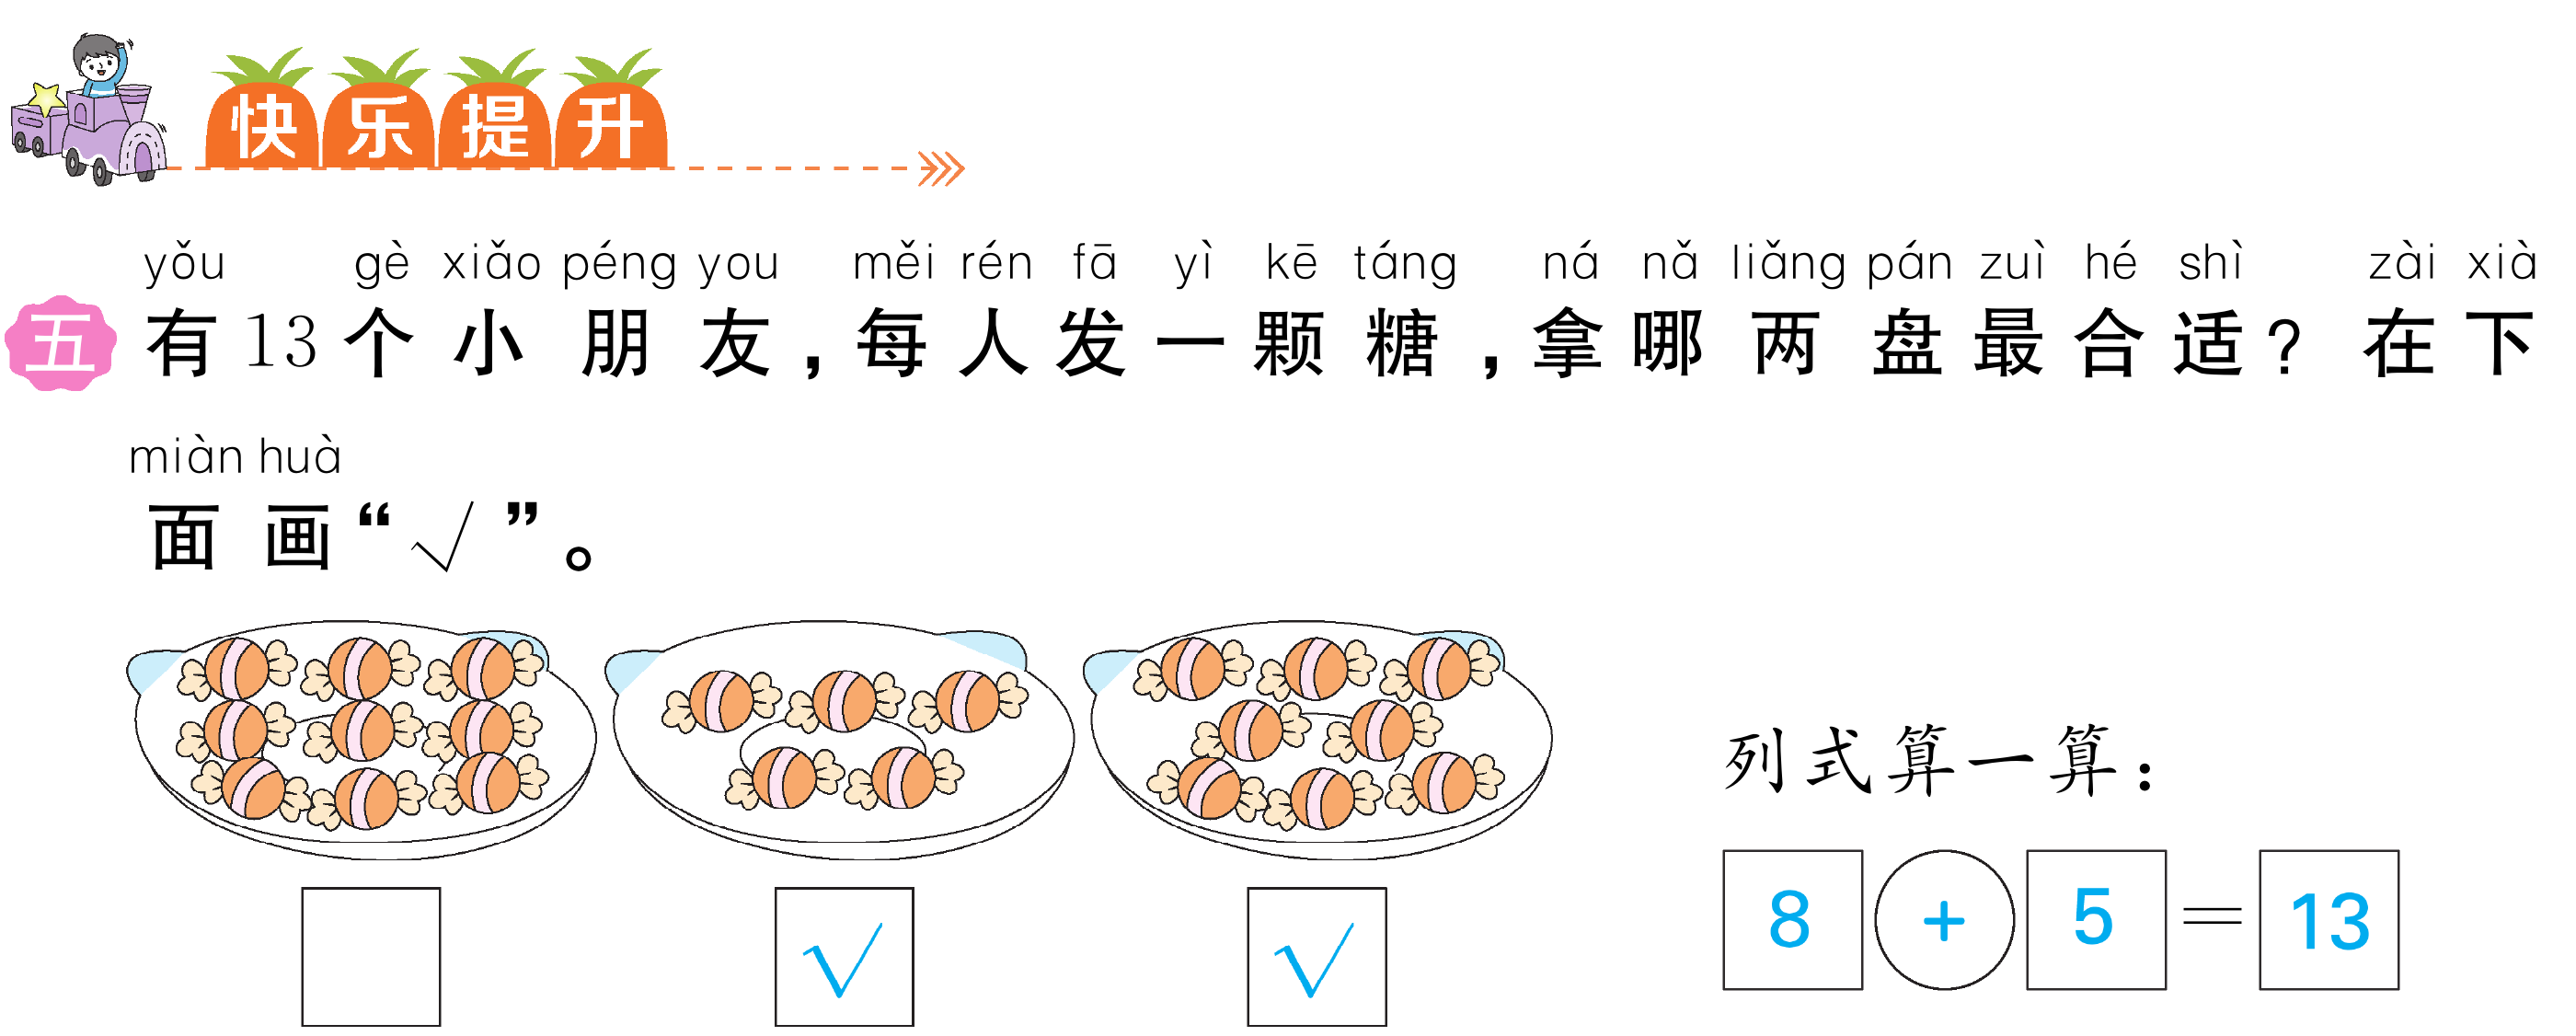 快乐提升
yǒu gè xiǎo péng you měi rén fā yì kē táng ná nǎ liǎng pán zuì hé shì zài xià
五 有13个小朋友，每人发一颗糖，拿哪两盘最合适？在下
miàn huà
面画“√”。
列式算一算：
√ √ 8+5=13